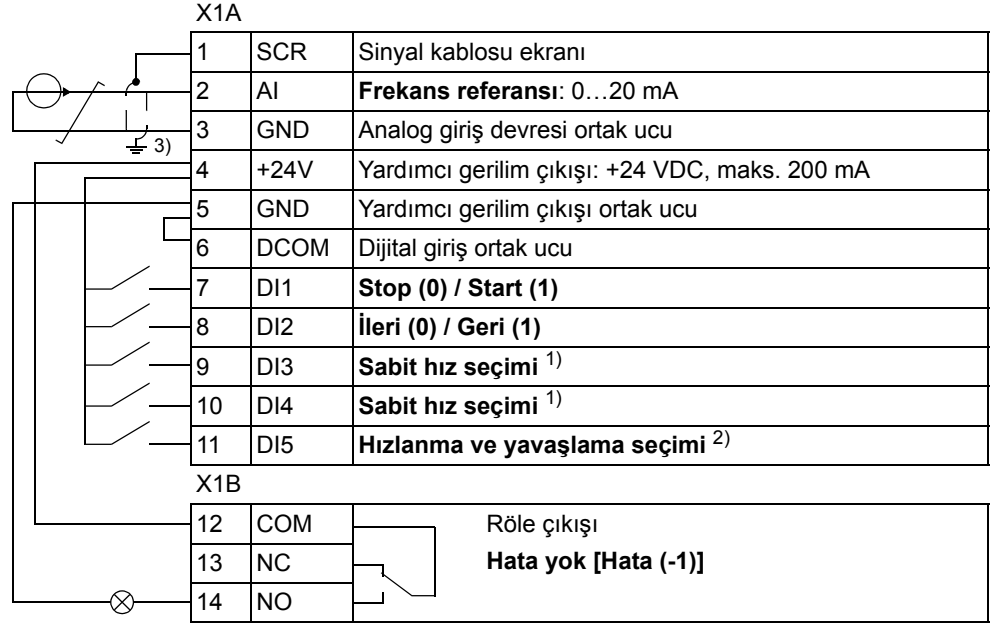 X1A
1 SCR Sinyal kablosu ekranı
2 AI Frekans referansı: 0…20 mA
3 GND Analog giriş devresi ortak ucu
3)
4 +24V Yardımcı gerilim çıkışı: +24 VDC, maks. 200 mA
5 GND Yardımcı gerilim çıkışı ortak ucu
6 DCOM Dijital giriş ortak ucu
7 DI1 Stop (0) / Start (1)
8 DI2 İleri (0) / Geri (1)
9 DI3 Sabit hız seçimi 1)
10 DI4 Sabit hız seçimi 1)
11 DI5 Hızlanma ve yavaşlama seçimi 2)
X1B
12 COM Röle çıkışı
13 NC Hata yok [Hata (-1)]
14 NO